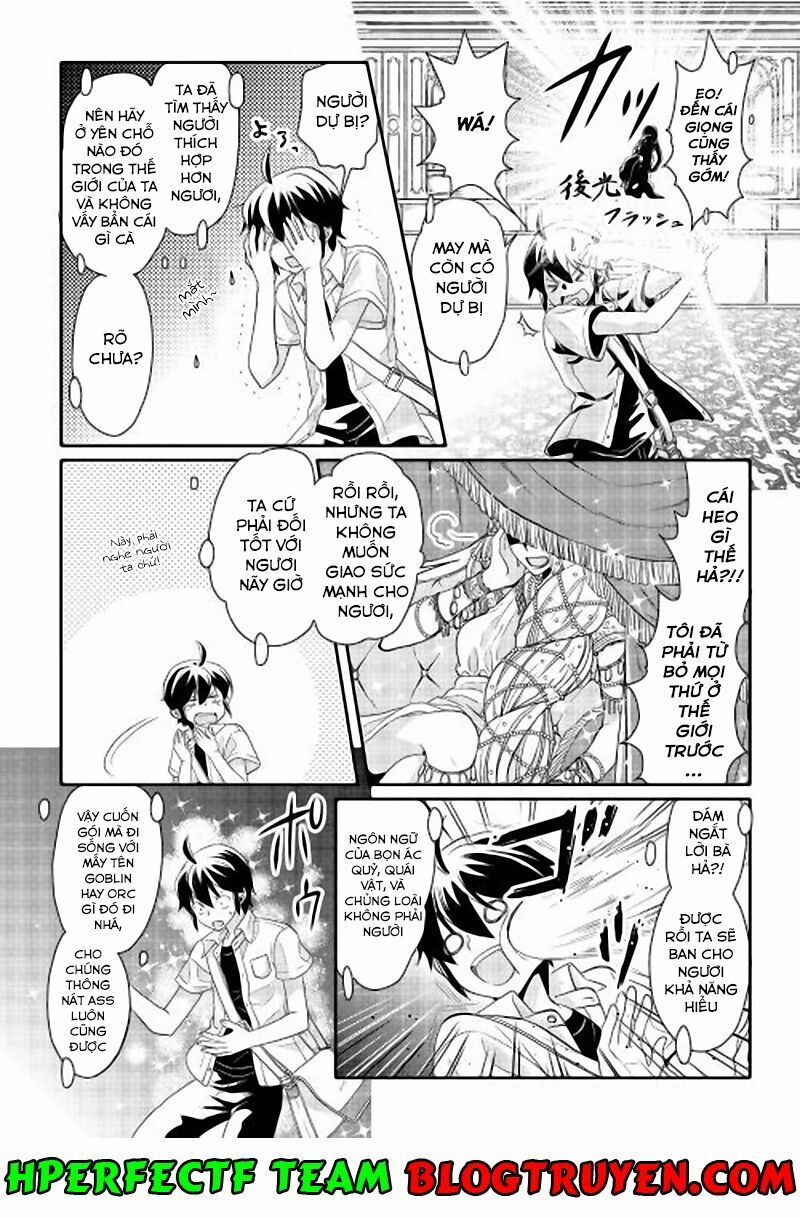 EO!
ĐẾN CÁI
GIỌNG
CŨNG
THẤY
GỚM!
カッ
WÁ!
後光
フラッシュ
MAY MÀ
CÒN CÓ
NGƯỜI
DỰ BỊ
NGƯỜI
DỰ BỊ?
よろっ
TA ĐÃ
TÌM THẤY
NGƯỜI
THÍCH
HỢP HƠN
NGƯƠI,
NÊN HÃY
Ở YÊN CHỖ
NÀO ĐÓ
TRONG THẾ
GIỚI CỦA TA
VÀ KHÔNG
VẤY BẨN CÁI
GÌ CẢ
mắt
mình~
RÕ
CHƯA?
CÁI
HEO
GÌ
THẾ
HẢ?!!
TÔI ĐÃ
PHẢI TỪ
BỎ MỌI
THỨ Ở
THẾ
GIỚI
TRƯỚC
...
RỒI RỒI,
NHƯNG TA
KHÔNG
MUỐN
GIAO SỨC
MẠNH CHO
NGƯƠI,
TA CỨ
PHẢI ĐỐI
TỐT VỚI
NGƯƠI
NÃY GIỜ
Này, phải
nghe người
ta chứ!
DÁM
NGẮT
LỜI BÀ
HẢ?!
ĐƯỢC
RỒI TA SẼ
BAN CHO
NGƯƠI
KHẢ NĂNG
HIỂU
NGÔN NGỮ
CỦA BỌN ÁC
QUỲ, QUÁI
VẬT, VÀ
CHỦNG LOÀI
KHÔNG PHẢI
NGƯỜI
ポゥ
VẬY CUỐN
GÓI MÀ ĐI
SỐNG VỚI
MẤY TÊN
GOBLIN
HAY ORC
GÌ ĐÓ ĐI
NHÁ,
CHO
CHÚNG
THÔNG
NÁT ASS
LUÔN CŨNG
ĐƯỢC
HPERFECTF TEAM BLOGTRUYEN.COM